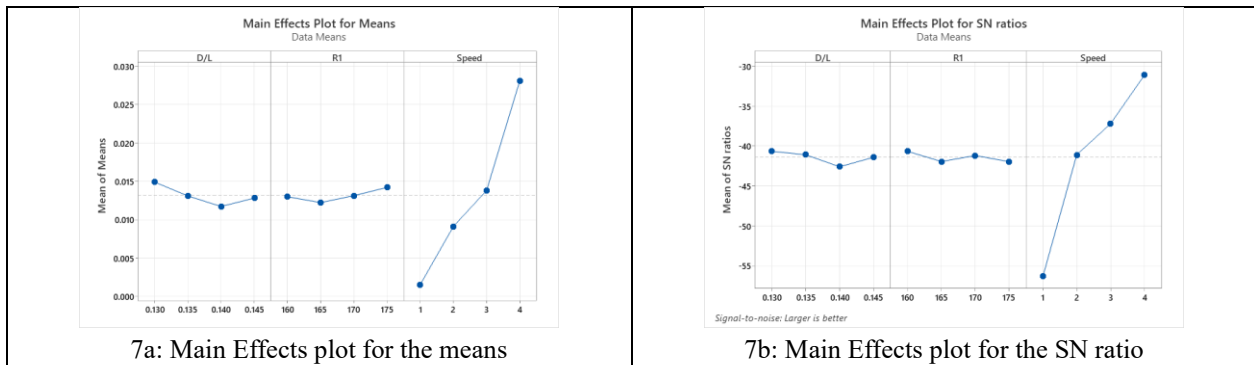 Main Effects Plot for Means
Data Means
D/L R1 Speed
0.030
0.025
0.020
0.015
0.010
0.005
0.000
Mean of Means
0.130 0.135 0.140 0.145 160 165 170 175 1 2 3 4
7a: Main Effects plot for the means
Main Effects Plot for SN ratios
Data Means
D/L R1 Speed
-30
-35
-40
-45
-50
-55
Mean of SN ratios
0.130 0.135 0.140 0.145 160 165 170 175 1 2 3 4
Signal-to-noise: Larger is better
7b: Main Effects plot for the SN ratio